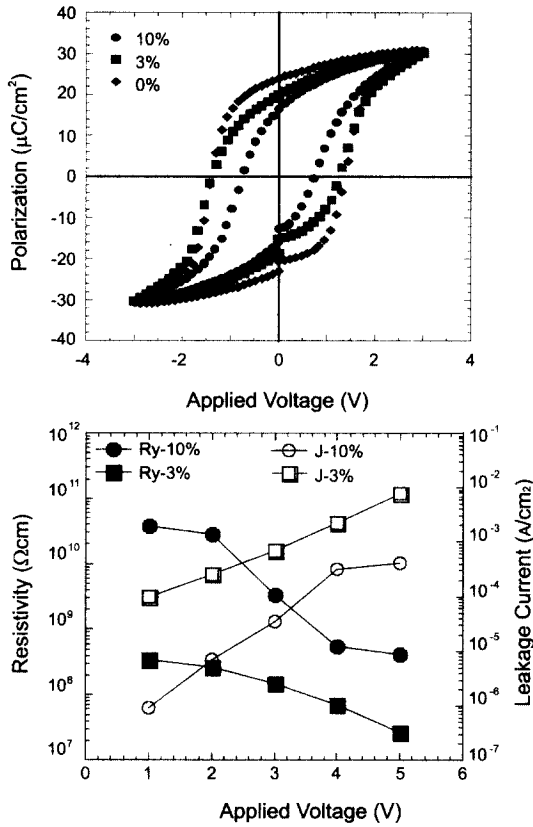 40
30
20
10
0
-10
-20
-30
-40
Polarization (μC/cm²)
10%
3%
0%
-4 -2 0 2 4
Applied Voltage (V)
10¹²
10¹¹
10¹⁰
10⁹
10⁸
10⁷
Resistivity (Ωcm)
Ry-10% J-10%
Ry-3% J-3%
10⁻¹
10⁻²
10⁻³
10⁻⁴
10⁻⁵
10⁻⁶
10⁻⁷
Leakage Current (A/cm2)
0 1 2 3 4 5 6
Applied Voltage (V)